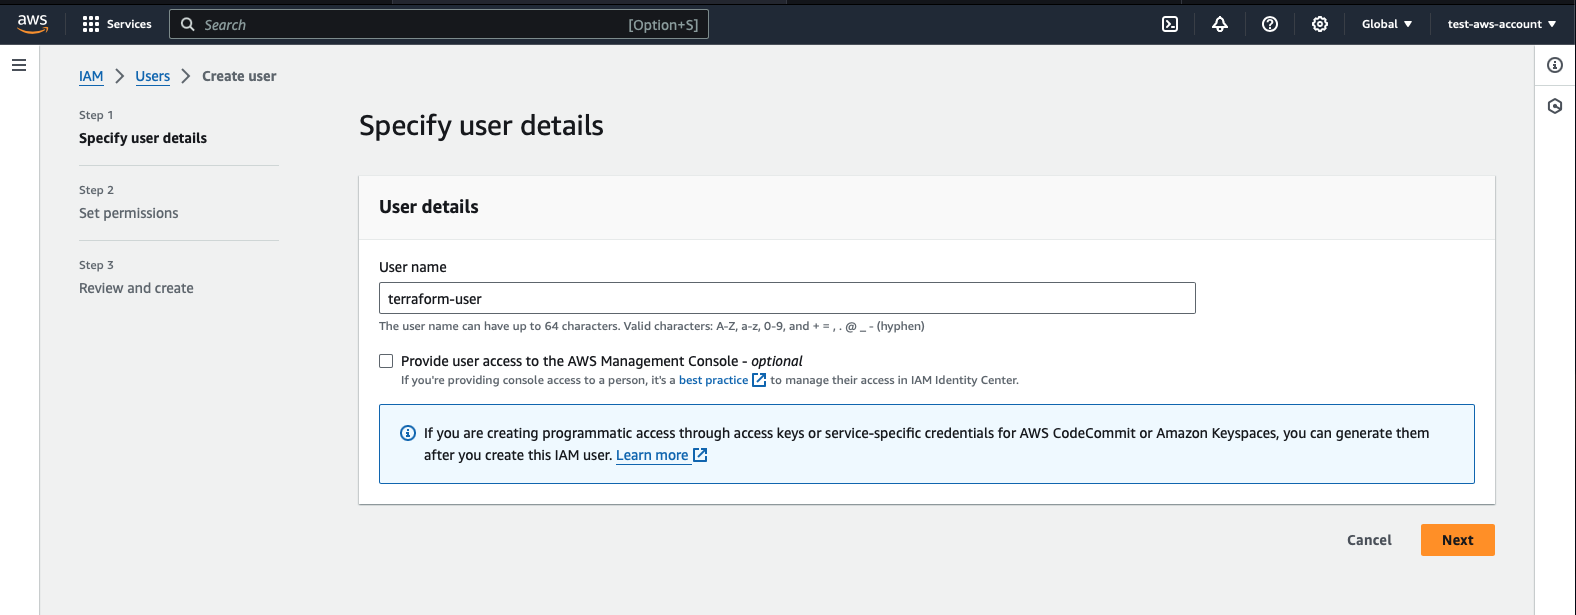 aws
Services
Search [Option+S]
Global
test-aws-account
IAM > Users > Create user
Step 1
Specify user details
Step 2
Set permissions
Step 3
Review and create
Specify user details
User details
User name
terraform-user
The user name can have up to 64 characters. Valid characters: A-Z, a-z, 0-9, and + = , . @ _ - (hyphen)
Provide user access to the AWS Management Console - optional
If you're providing console access to a person, it's a best practice to manage their access in IAM Identity Center.
If you are creating programmatic access through access keys or service-specific credentials for AWS CodeCommit or Amazon Keyspaces, you can generate them
after you create this IAM user. Learn more
Cancel
Next